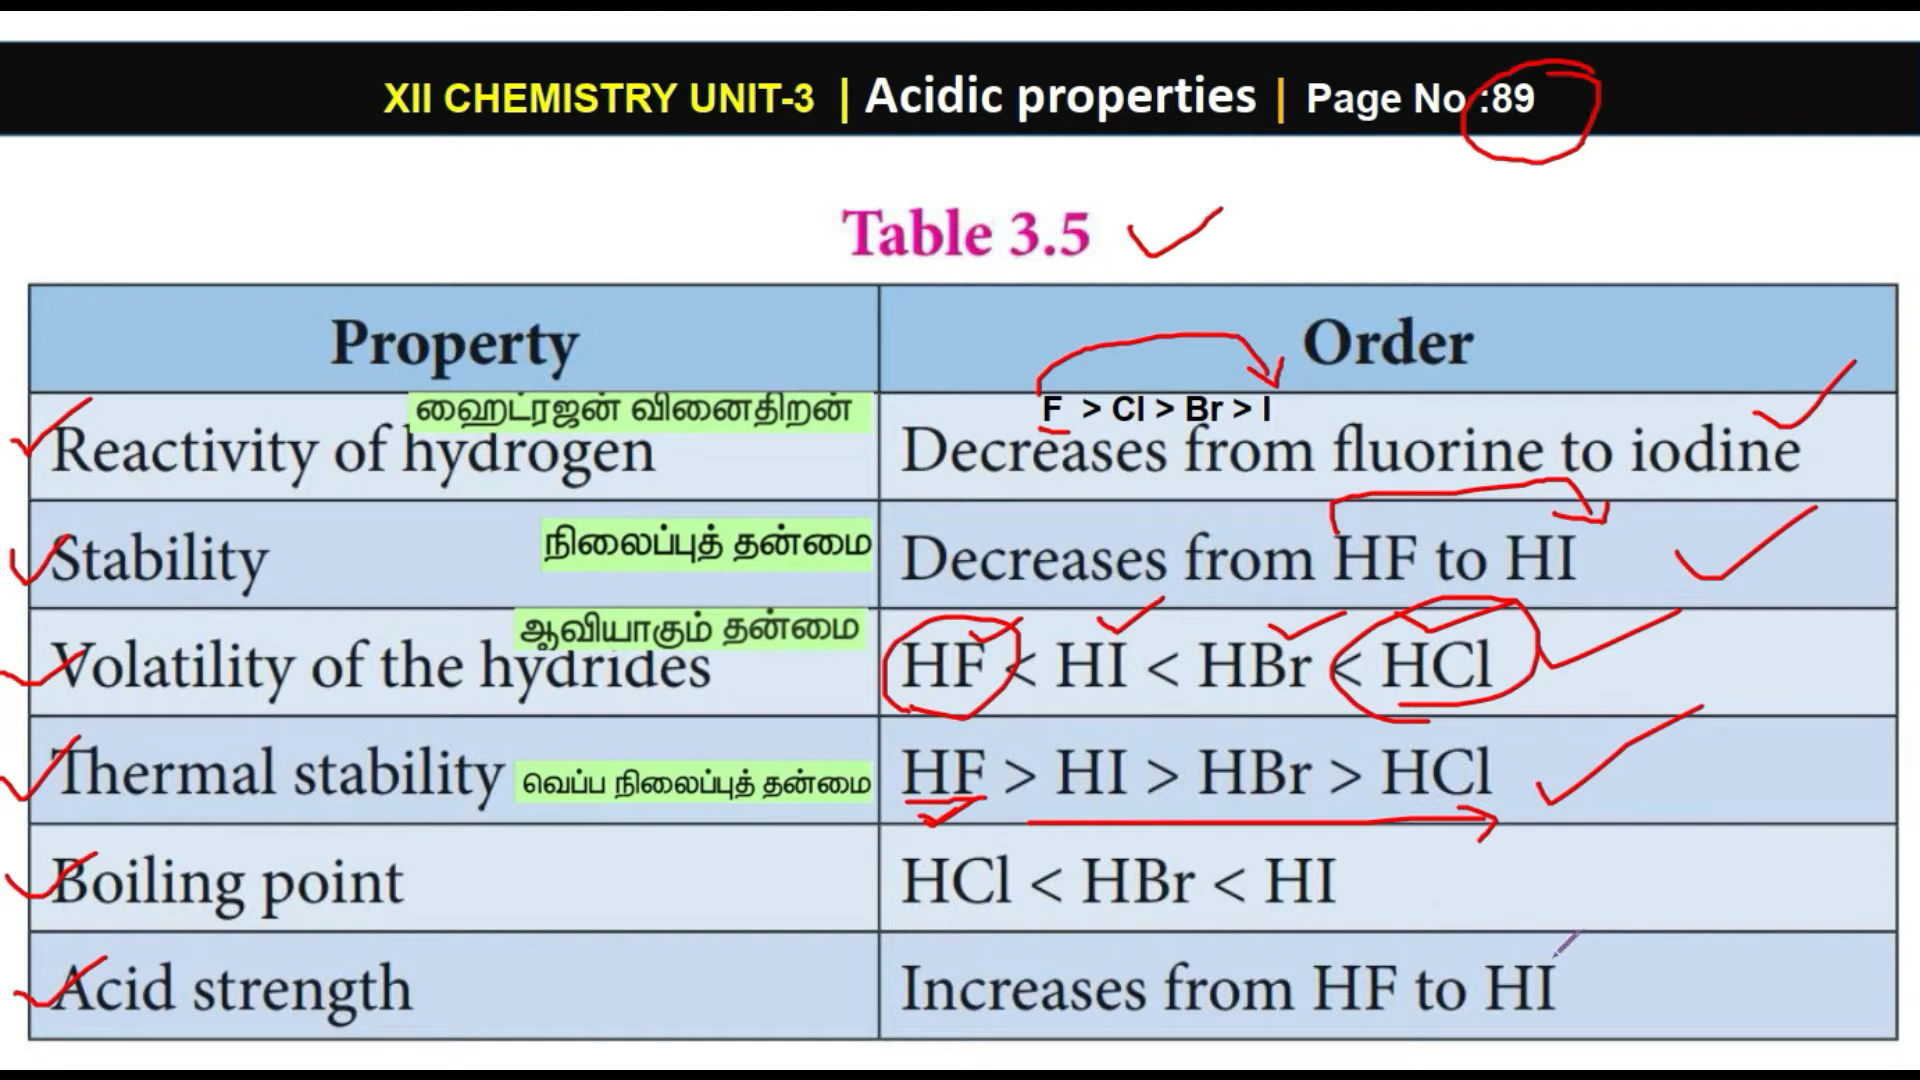 XII CHEMISTRY UNIT-3 | Acidic properties | Page No :89
Table 3.5
Property Order
ஹைட்ரஜன் வினைதிறன் F > Cl > Br > I
Reactivity of hydrogen Decreases from fluorine to iodine
Stability நிலைப்புத் தன்மை Decreases from HF to HI
ஆவியாகும் தன்மை
Volatility of the hydrides HF < HI < HBr < HCl
Thermal stability வெப்ப நிலைப்புத் தன்மை HF > HI > HBr > HCl
Boiling point HCl < HBr < HI
Acid strength Increases from HF to HI